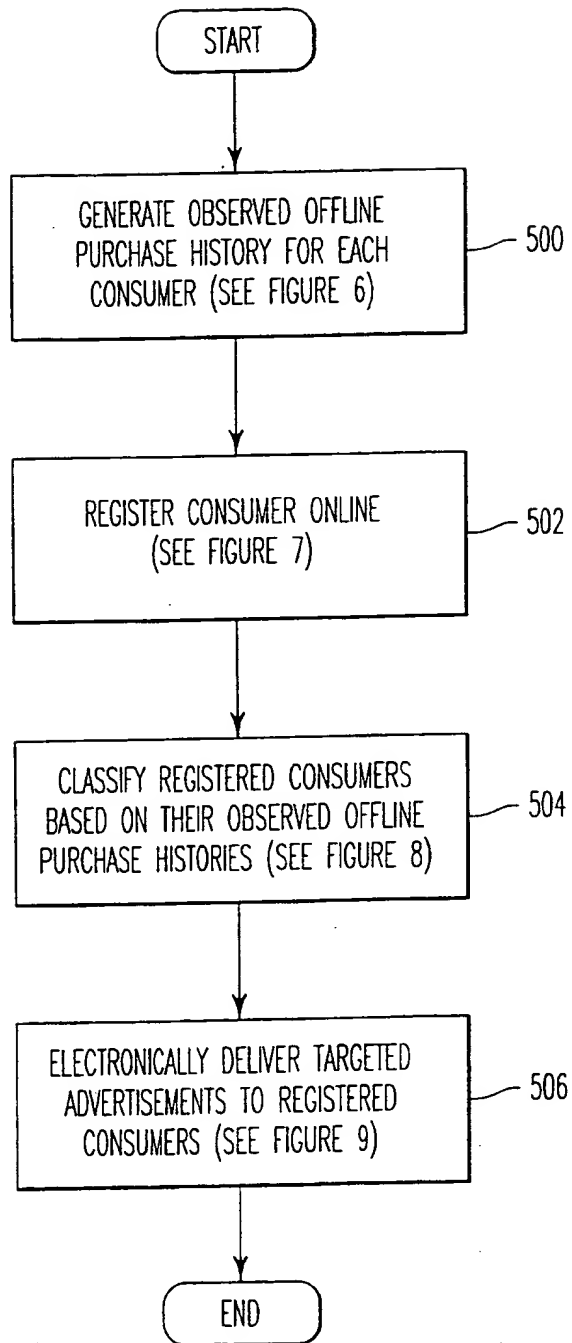 START
GENERATE OBSERVED OFFLINE
PURCHASE HISTORY FOR EACH
CONSUMER (SEE FIGURE 6)
500
REGISTER CONSUMER ONLINE
(SEE FIGURE 7)
502
CLASSIFY REGISTERED CONSUMERS
BASED ON THEIR OBSERVED OFFLINE
PURCHASE HISTORIES (SEE FIGURE 8)
504
ELECTRONICALLY DELIVER TARGETED
ADVERTISEMENTS TO REGISTERED
CONSUMERS (SEE FIGURE 9)
506
END